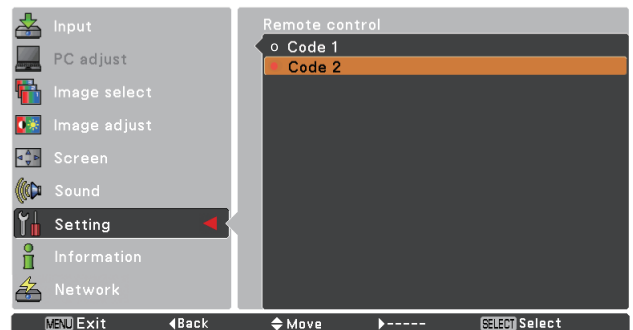 Input
PC adjust
Image select
Image adjust
Screen
Sound
Setting
Information
Network
Remote control
Code 1
Code 2
MENU Exit ◀Back Move ▶----- SELECT Select